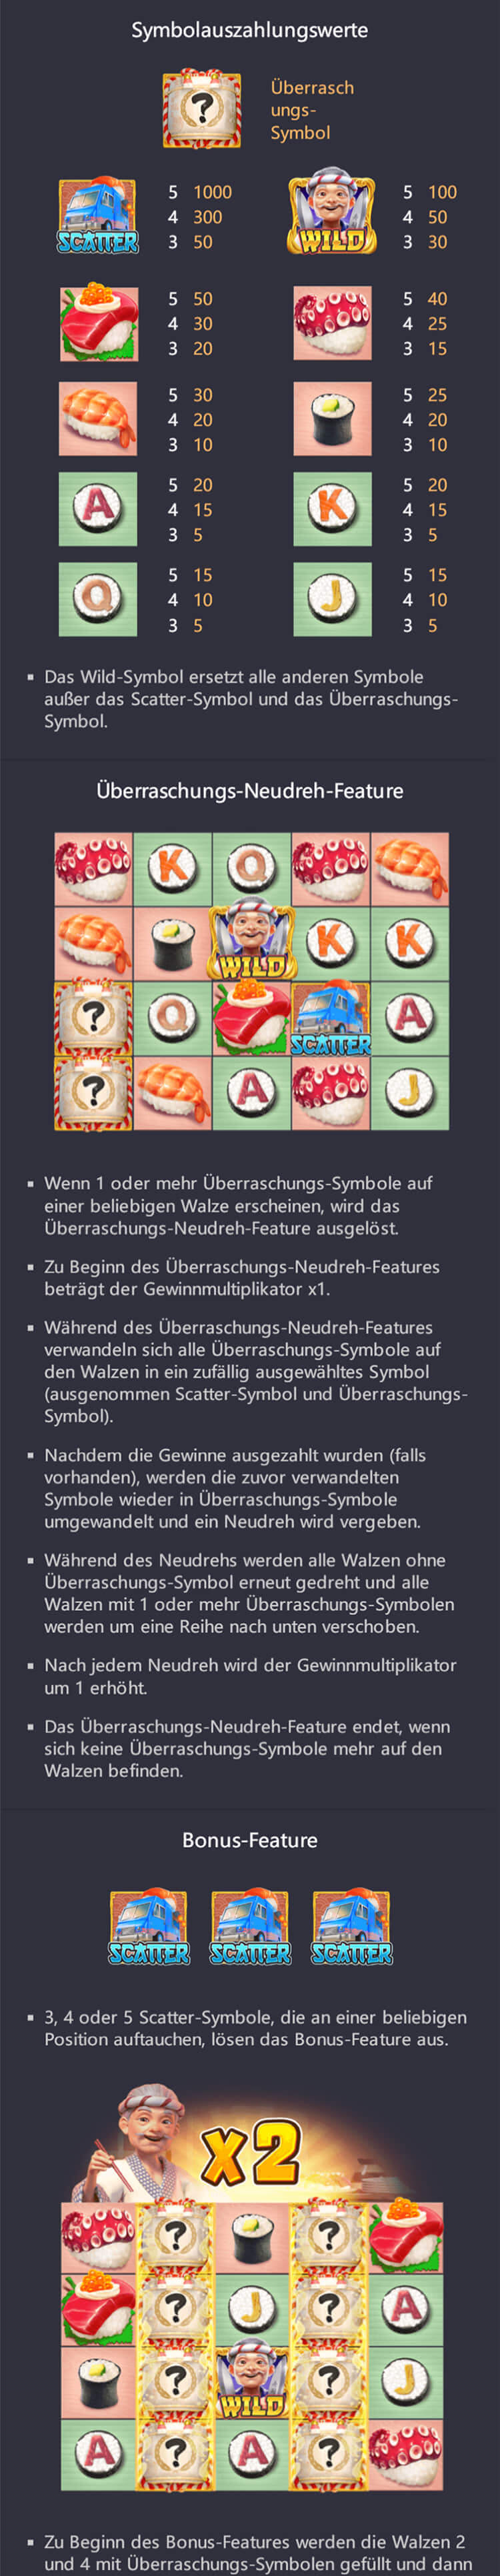 Symbolauszahlungswerte
?
Überrasch
ungs-
Symbol
SCATTER
5 1000
4 300
3 50
WILD
5 100
4 50
3 30
5 50
4 30
3 20
5 40
4 25
3 15
5 30
4 20
3 10
5 25
4 20
3 10
A
5 20
4 15
3 5
K
5 20
4 15
3 5
Q
5 15
4 10
3 5
J
5 15
4 10
3 5
▪ Das Wild-Symbol ersetzt alle anderen Symbole
außer das Scatter-Symbol und das Überraschungs-
Symbol.
Überraschungs-Neudreh-Feature
K Q
WILD K K
? Q SCATTER A
? A J
▪ Wenn 1 oder mehr Überraschungs-Symbole auf
einer beliebigen Walze erscheinen, wird das
Überraschungs-Neudreh-Feature ausgelöst.
▪ Zu Beginn des Überraschungs-Neudreh-Features
beträgt der Gewinnmultiplikator x1.
▪ Während des Überraschungs-Neudreh-Features
verwandeln sich alle Überraschungs-Symbole auf
den Walzen in ein zufällig ausgewähltes Symbol
(ausgenommen Scatter-Symbol und Überraschungs-
Symbol).
▪ Nachdem die Gewinne ausgezahlt wurden (falls
vorhanden), werden die zuvor verwandelten
Symbole wieder in Überraschungs-Symbole
umgewandelt und ein Neudreh wird vergeben.
▪ Während des Neudrehs werden alle Walzen ohne
Überraschungs-Symbol erneut gedreht und alle
Walzen mit 1 oder mehr Überraschungs-Symbolen
werden um eine Reihe nach unten verschoben.
▪ Nach jedem Neudreh wird der Gewinnmultiplikator
um 1 erhöht.
▪ Das Überraschungs-Neudreh-Feature endet, wenn
sich keine Überraschungs-Symbole mehr auf den
Walzen befinden.
Bonus-Feature
SCATTER SCATTER SCATTER
▪ 3, 4 oder 5 Scatter-Symbole, die an einer beliebigen
Position auftauchen, lösen das Bonus-Feature aus.
x2
? ?
? J ? A
? WILD ? J
A ? A ?
▪ Zu Beginn des Bonus-Features werden die Walzen 2
und 4 mit Überraschungs-Symbolen gefüllt und dann